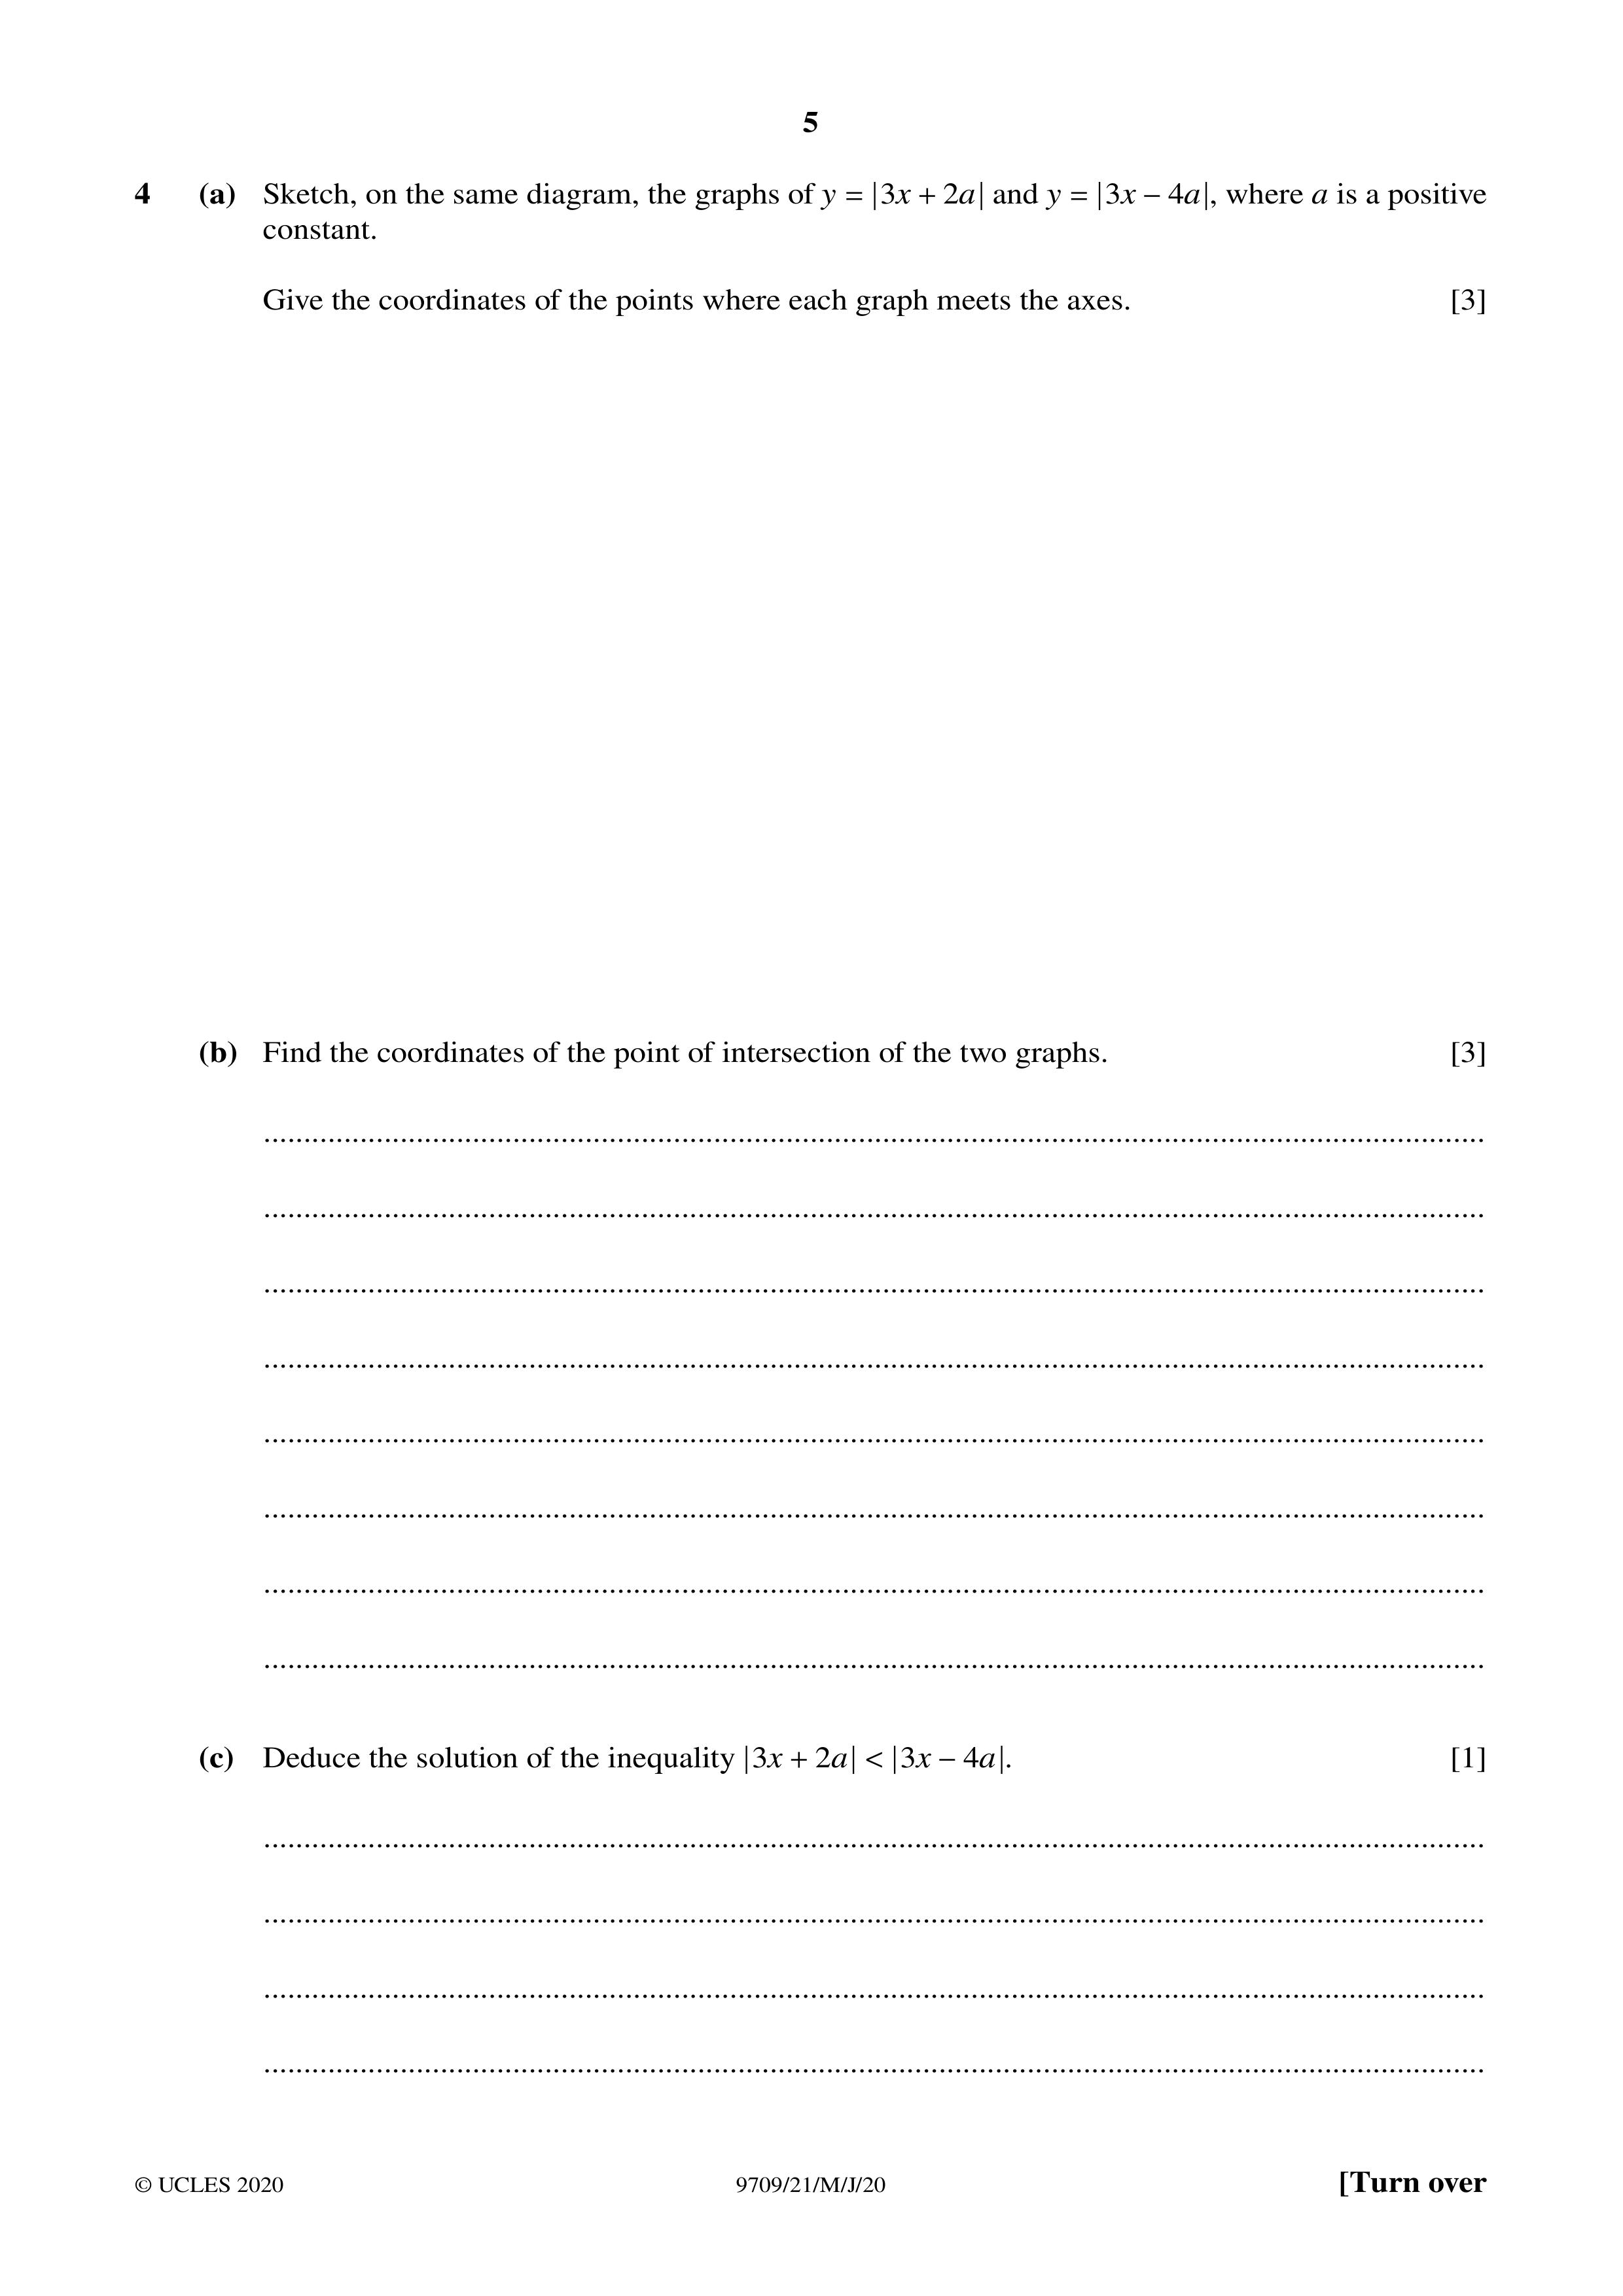 5
4 (a) Sketch, on the same diagram, the graphs of y = |3x + 2a| and y = |3x − 4a|, where a is a positive
constant.
Give the coordinates of the points where each graph meets the axes. [3]
(b) Find the coordinates of the point of intersection of the two graphs. [3]
(c) Deduce the solution of the inequality |3x + 2a| < |3x − 4a|. [1]
© UCLES 2020 9709/21/M/J/20 [Turn over